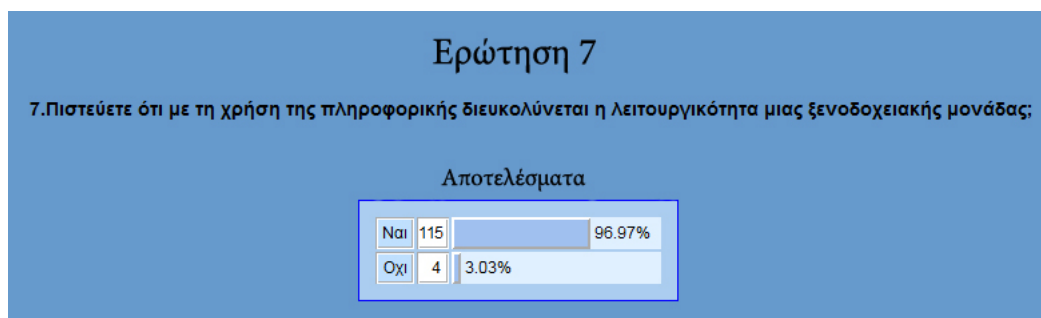 Ερώτηση 7
7.Πιστεύετε ότι με τη χρήση της πληροφορικής διευκολύνεται η λειτουργικότητα μιας ξενοδοχειακής μονάδας;
Αποτελέσματα
Ναι 115 96.97%
Οχι 4 3.03%